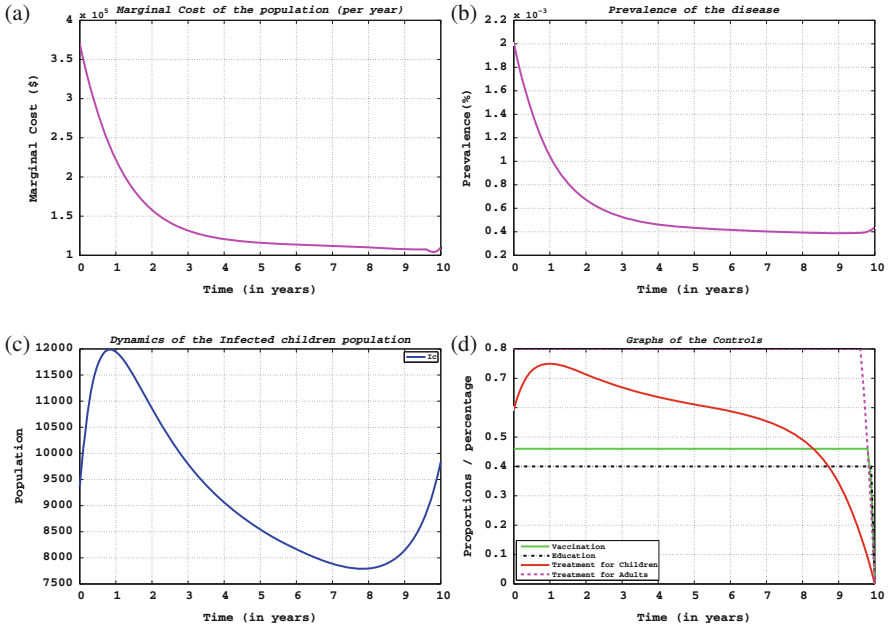 (a)
Marginal Cost of the population (per year)
x 10⁵
4
3.5
3
2.5
2
1.5
1
Marginal Cost ($)
0 1 2 3 4 5 6 7 8 9 10
Time (in years)
(b)
Prevalence of the disease
x 10⁻³
2.2
2
1.8
1.6
1.4
1.2
1
0.8
0.6
0.4
0.2
Prevalence(%)
0 1 2 3 4 5 6 7 8 9 10
Time (in years)
(c)
Dynamics of the Infected children population
Ic
12000
11500
11000
10500
10000
9500
9000
8500
8000
7500
Population
0 1 2 3 4 5 6 7 8 9 10
Time (in years)
(d)
Graphs of the Controls
0.8
0.7
0.6
0.5
0.4
0.3
0.2
0.1
0
Proportions / percentage
Vaccination
Education
Treatment for Children
Treatment for Adults
0 1 2 3 4 5 6 7 8 9 10
Time (in years)